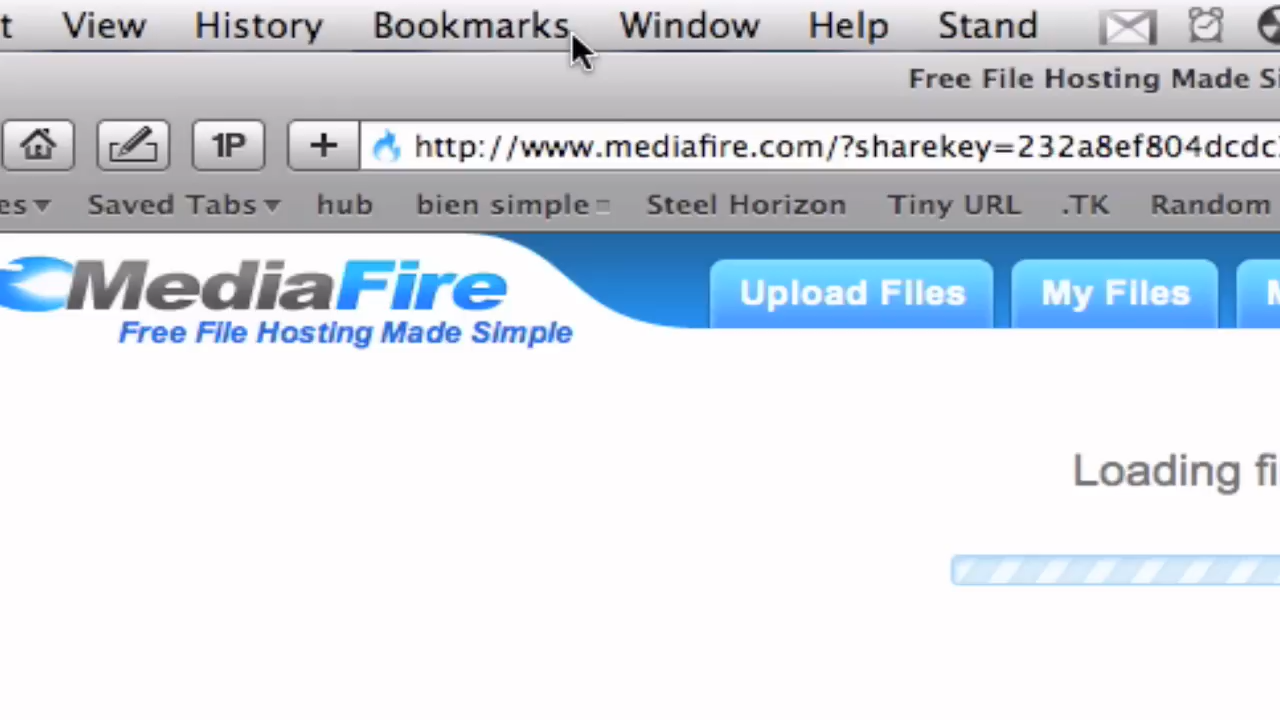 t View History Bookmarks Window Help Stand
Free File Hosting Made Si
1P + http://www.mediafire.com/?sharekey=232a8ef804dcdc
es Saved Tabs hub bien simple Steel Horizon Tiny URL .TK Random
MediaFire Upload Files My Files M
Free File Hosting Made Simple
Loading fi